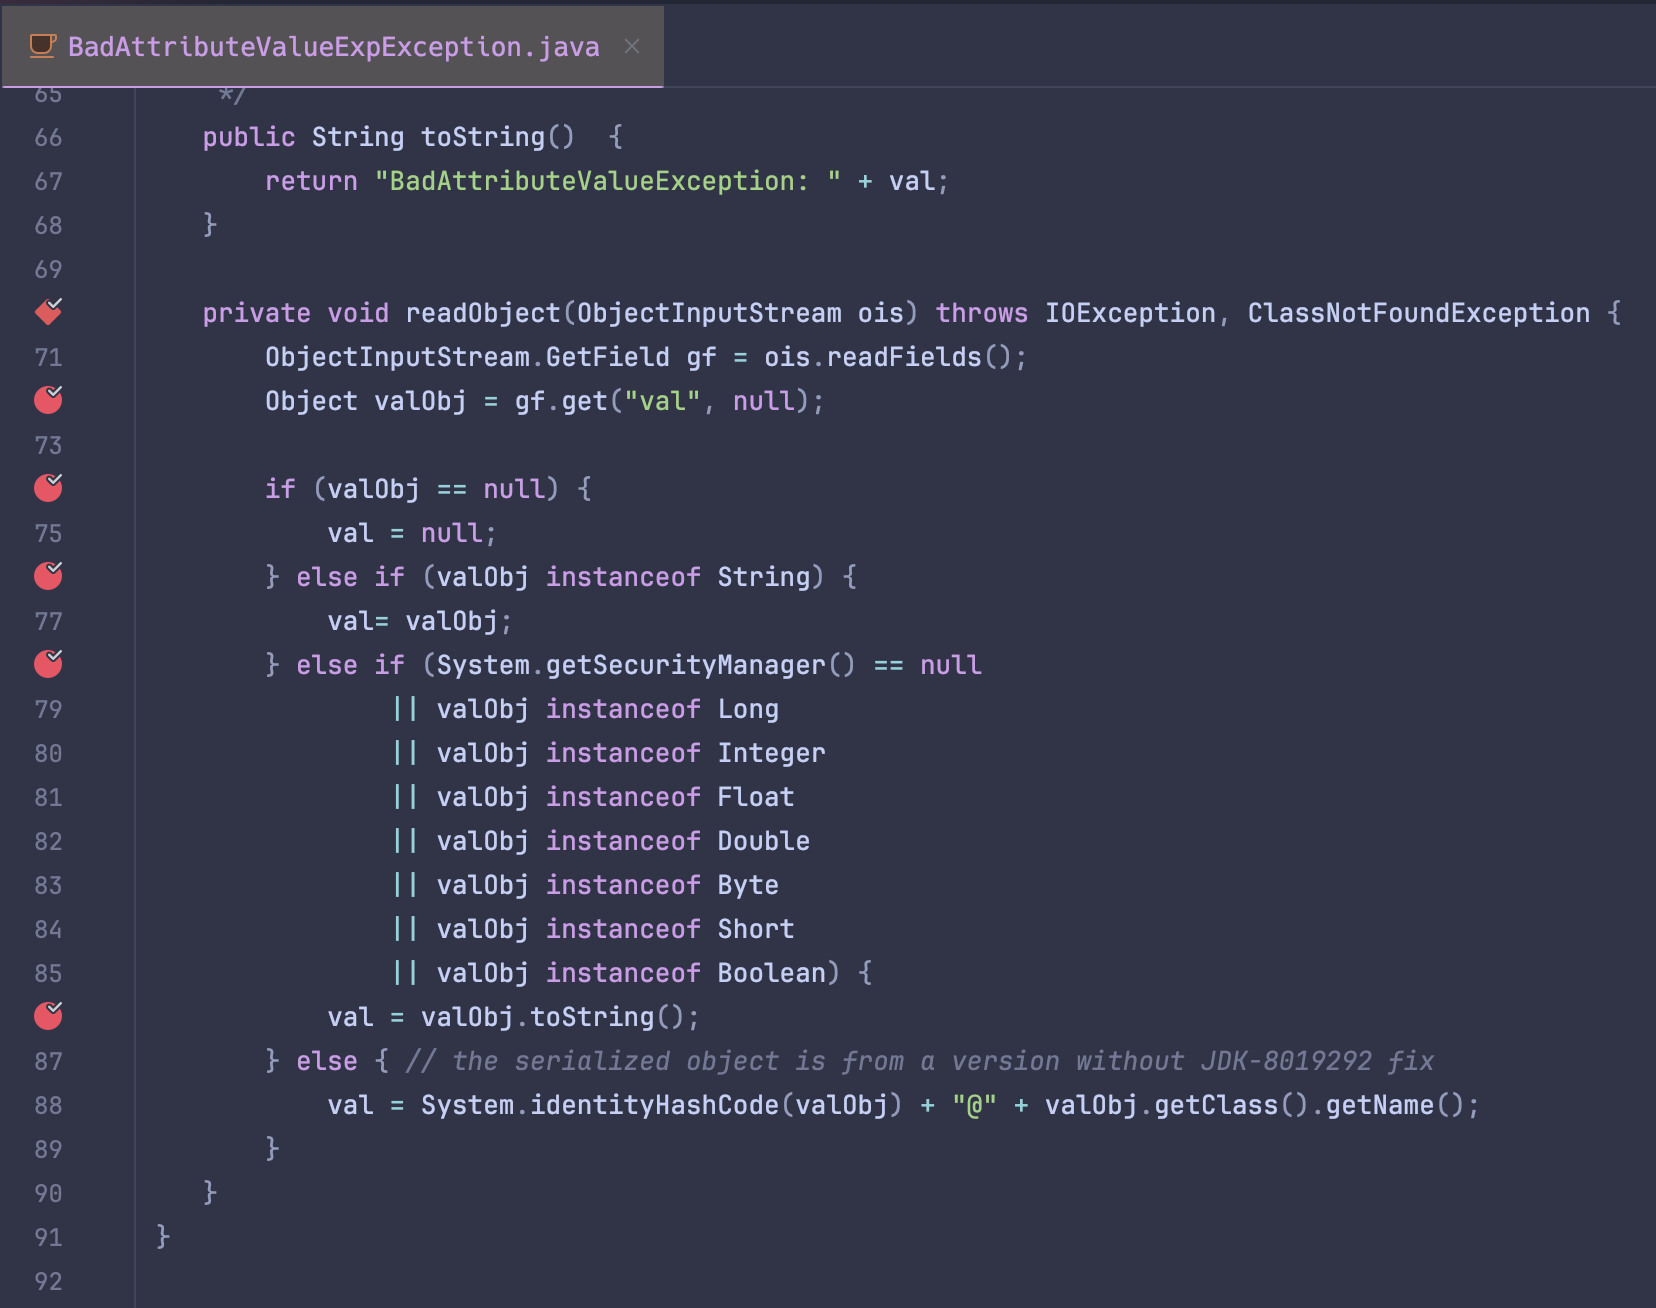 BadAttributeValueExpException.java
65 */
66 public String toString()  {
67 return "BadAttributeValueException: " + val;
68 }
69
private void readObject(ObjectInputStream ois) throws IOException, ClassNotFoundException {
71 ObjectInputStream.GetField gf = ois.readFields();
Object valObj = gf.get("val", null);
73
if (valObj == null) {
75 val = null;
} else if (valObj instanceof String) {
77 val= valObj;
} else if (System.getSecurityManager() == null
79 || valObj instanceof Long
80 || valObj instanceof Integer
81 || valObj instanceof Float
82 || valObj instanceof Double
83 || valObj instanceof Byte
84 || valObj instanceof Short
85 || valObj instanceof Boolean) {
val = valObj.toString();
87 } else { // the serialized object is from a version without JDK-8019292 fix
88 val = System.identityHashCode(valObj) + "@" + valObj.getClass().getName();
89 }
90 }
91 }
92